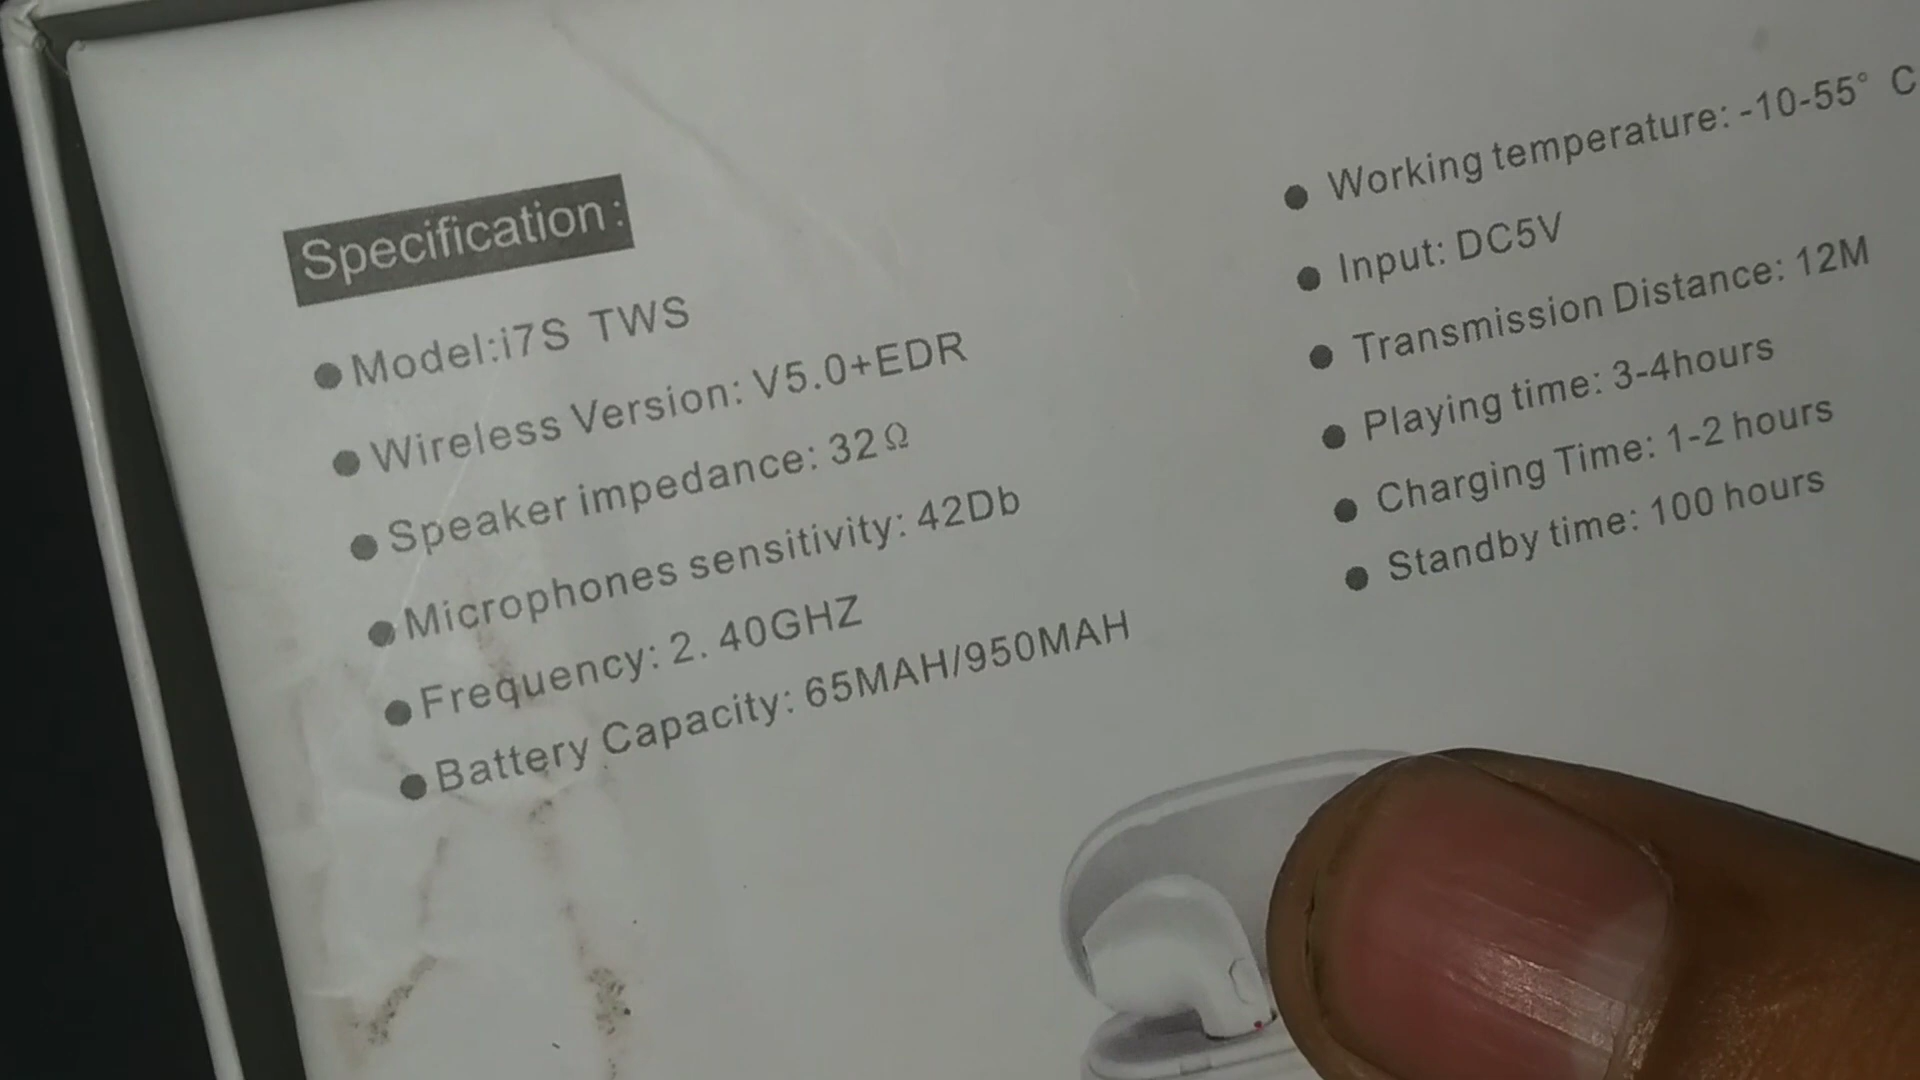 Specification:
●Model:i7S TWS
●Wireless Version: V5.0+EDR
●Speaker impedance: 32Ω
●Microphones sensitivity: 42Db
●Frequency: 2. 40GHZ
●Battery Capacity: 65MAH/950MAH
● Working temperature: -10-55° C
● Input: DC5V
● Transmission Distance: 12M
● Playing time: 3-4hours
● Charging Time: 1-2 hours
● Standby time: 100 hours